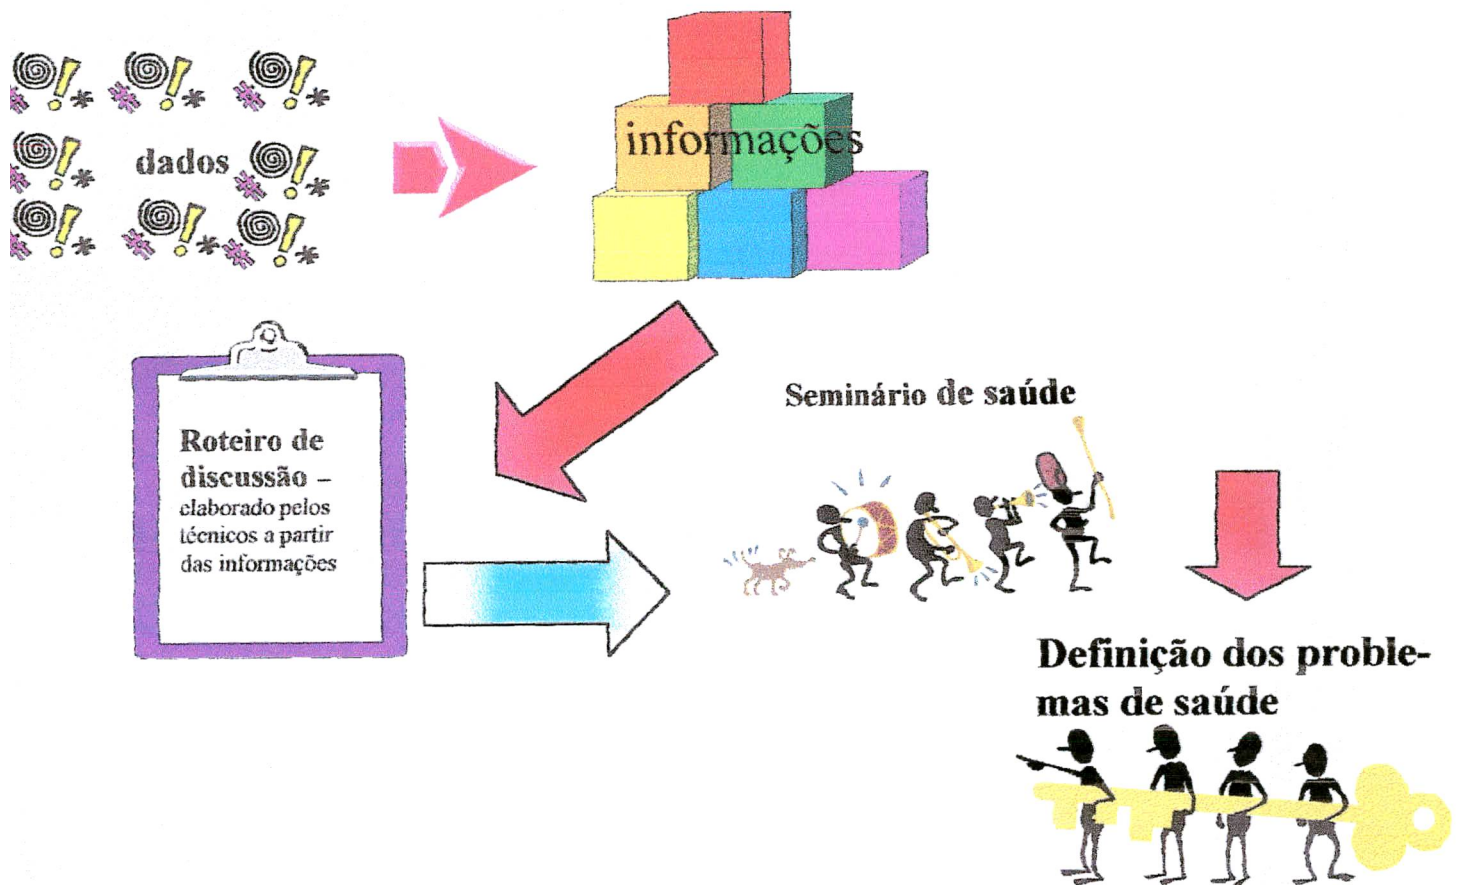 dados
informações
Roteiro de
discussão –
elaborado pelos
técnicos a partir
das informações
Seminário de saúde
Definição dos proble-
mas de saúde